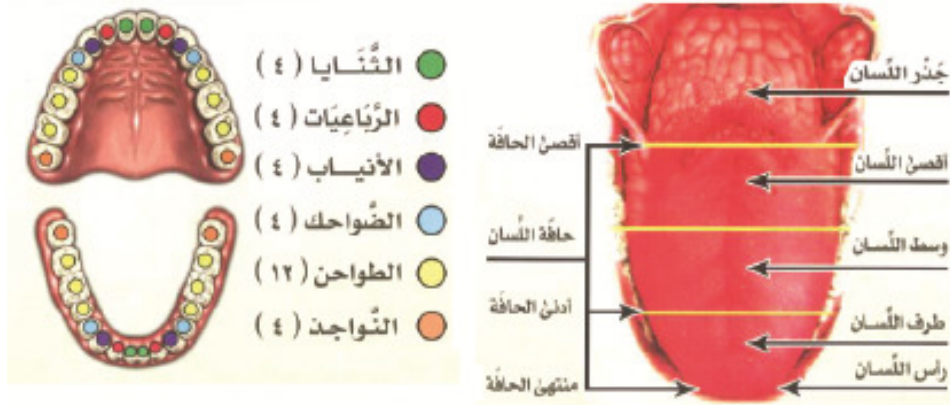 الثَّنَايا ( ٤ )
الرَّبَاعِيَات ( ٤ )
الأنياب ( ٤ )
الضَّواحك ( ٤ )
الطواحن ( ١٢ )
النَّواجذ ( ٤ )
جَذْر اللِّسان
أقصىٰ اللِّسان
وسط اللِّسان
طرف اللِّسان
رأس اللِّسان
أقصىٰ الحافَة
حافَة اللِّسان
أدنىٰ الحافَة
منتهىٰ الحافَة